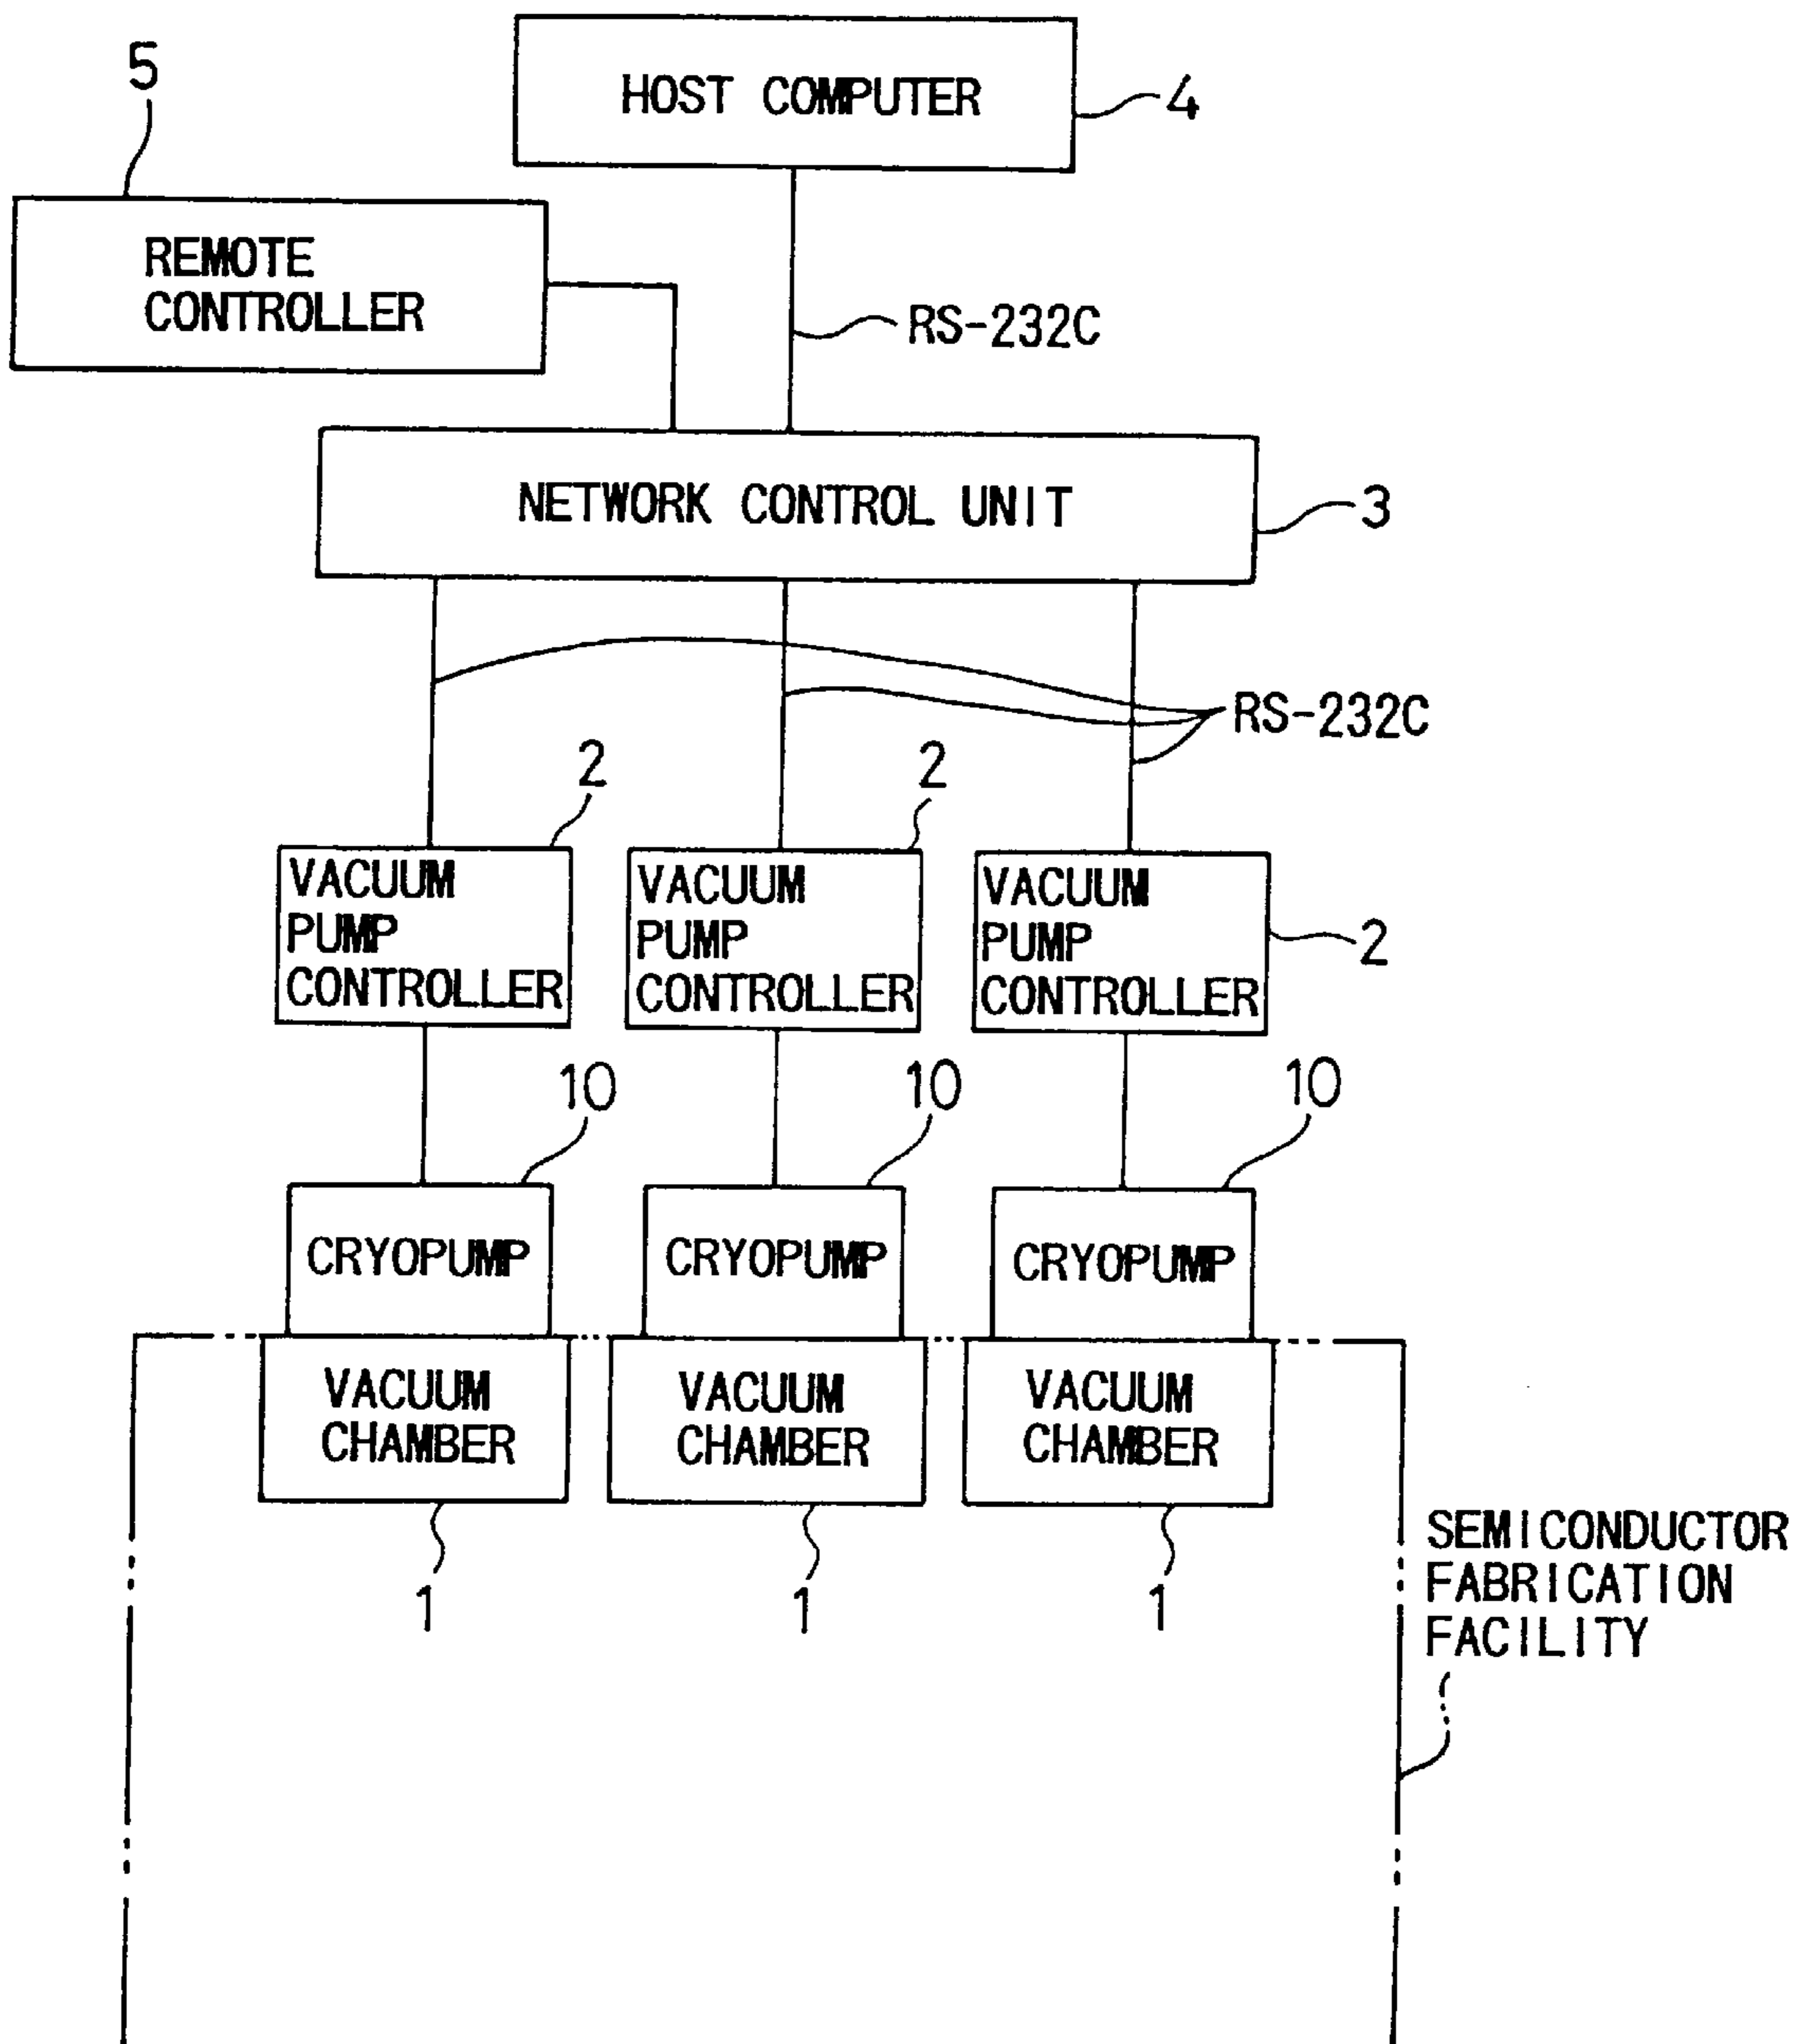 HOST COMPUTER
4
5
REMOTE
CONTROLLER
RS-232C
NETWORK CONTROL UNIT
3
RS-232C
2
2
VACUUM
PUMP
CONTROLLER
VACUUM
PUMP
CONTROLLER
VACUUM
PUMP
CONTROLLER
2
10
10
10
CRYOPUMP
CRYOPUMP
CRYOPUMP
VACUUM
CHAMBER
VACUUM
CHAMBER
VACUUM
CHAMBER
1
1
1
SEMICONDUCTOR
FABRICATION
FACILITY